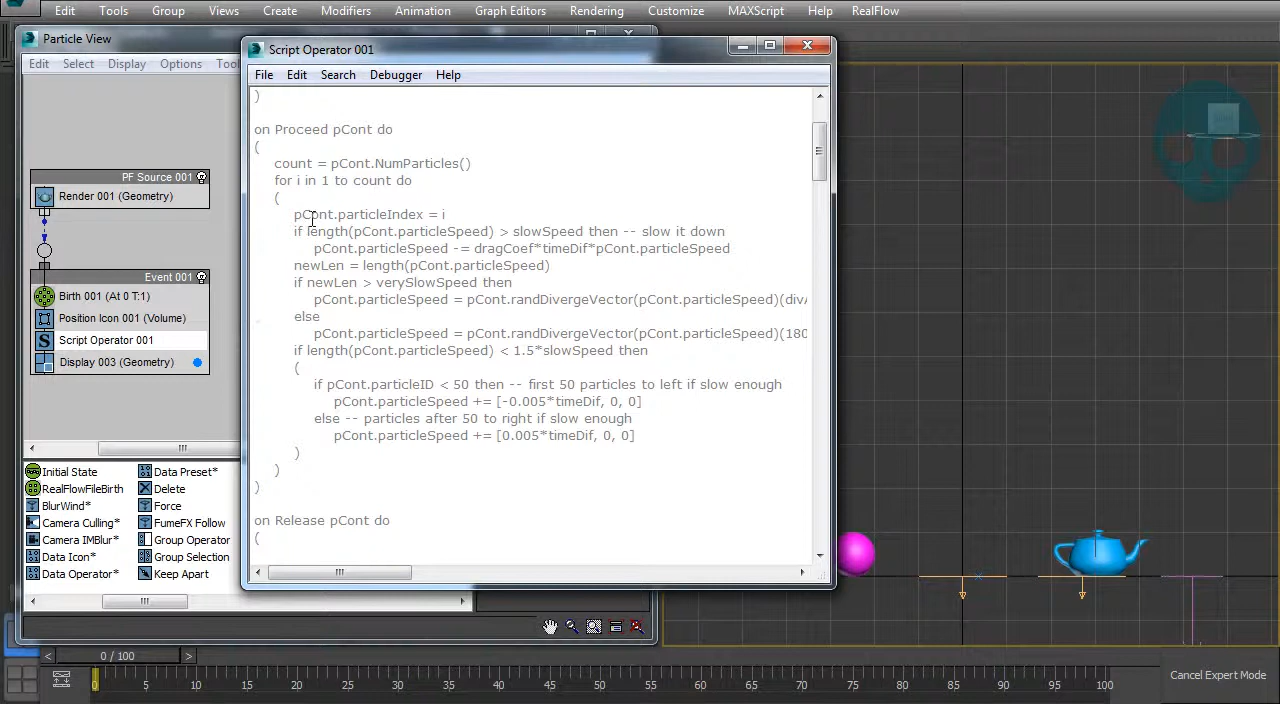 Edit Tools Group Views Create Modifiers Animation Graph Editors Rendering Customize MAXScript Help RealFlow
Particle View
Edit Select Display Options
PF Source 001
Render 001 (Geometry)
Event 001
Birth 001 (At 0 T:1)
Position Icon 001 (Volume)
Script Operator 001
Display 003 (Geometry)
Initial State
RealFlowFileBirth
BlurWind*
Camera Culling*
Camera IMBlur*
Data Icon*
Data Operator*
Data Preset*
Delete
Force
FumeFX Follow
Group Operator
Group Selection
Keep Apart
Script Operator 001
File Edit Search Debugger Help
)
on Proceed pCont do
(
count = pCont.NumParticles()
for i in 1 to count do
(
pCont.particleIndex = i
if length(pCont.particleSpeed) > slowSpeed then -- slow it down
pCont.particleSpeed -= dragCoef*timeDif*pCont.particleSpeed
newLen = length(pCont.particleSpeed)
if newLen > verySlowSpeed then
pCont.particleSpeed = pCont.randDivergeVector(pCont.particleSpeed)(div
else
pCont.particleSpeed = pCont.randDivergeVector(pCont.particleSpeed)(180
if length(pCont.particleSpeed) < 1.5*slowSpeed then
(
if pCont.particleID < 50 then -- first 50 particles to left if slow enough
pCont.particleSpeed += [-0.005*timeDif, 0, 0]
else -- particles after 50 to right if slow enough
pCont.particleSpeed += [0.005*timeDif, 0, 0]
)
)
)
on Release pCont do
(
< 0 / 100 >
0 5 10 15 20 25 30 35 40 45 50 55 60 65 70 75 80 85 90 95 100
Cancel Expert Mode